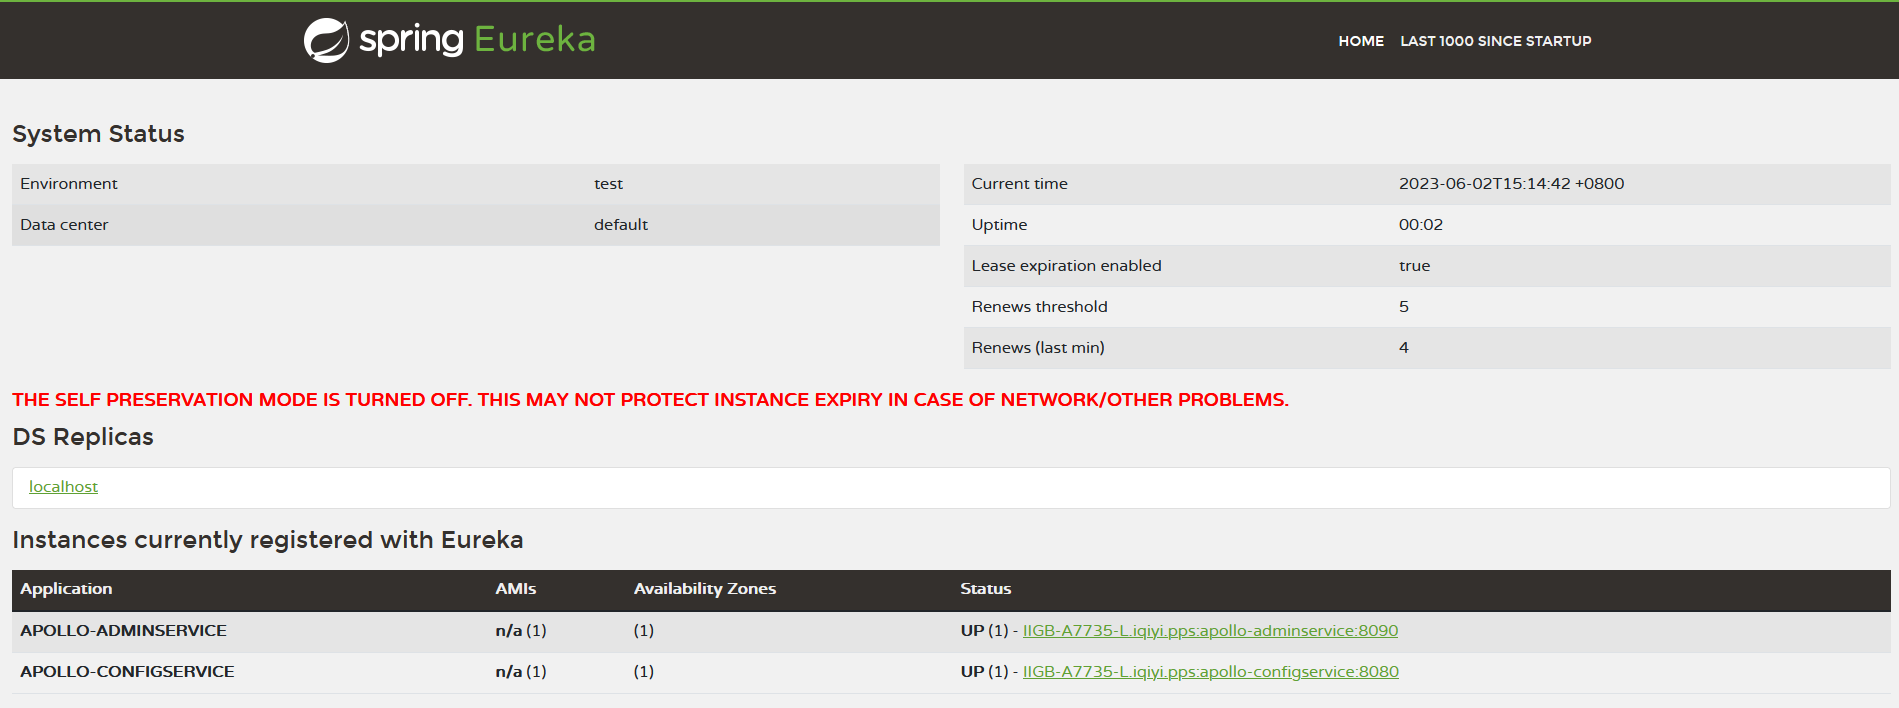 spring Eureka
HOME LAST 1000 SINCE STARTUP
System Status
Environment test
Data center default
Current time 2023-06-02T15:14:42 +0800
Uptime 00:02
Lease expiration enabled true
Renews threshold 5
Renews (last min) 4
THE SELF PRESERVATION MODE IS TURNED OFF. THIS MAY NOT PROTECT INSTANCE EXPIRY IN CASE OF NETWORK/OTHER PROBLEMS.
DS Replicas
localhost
Instances currently registered with Eureka
Application AMIs Availability Zones Status
APOLLO-ADMINSERVICE n/a (1) (1) UP (1) - IIGB-A7735-L.iqiyi.pps:apollo-adminservice:8090
APOLLO-CONFIGSERVICE n/a (1) (1) UP (1) - IIGB-A7735-L.iqiyi.pps:apollo-configservice:8080